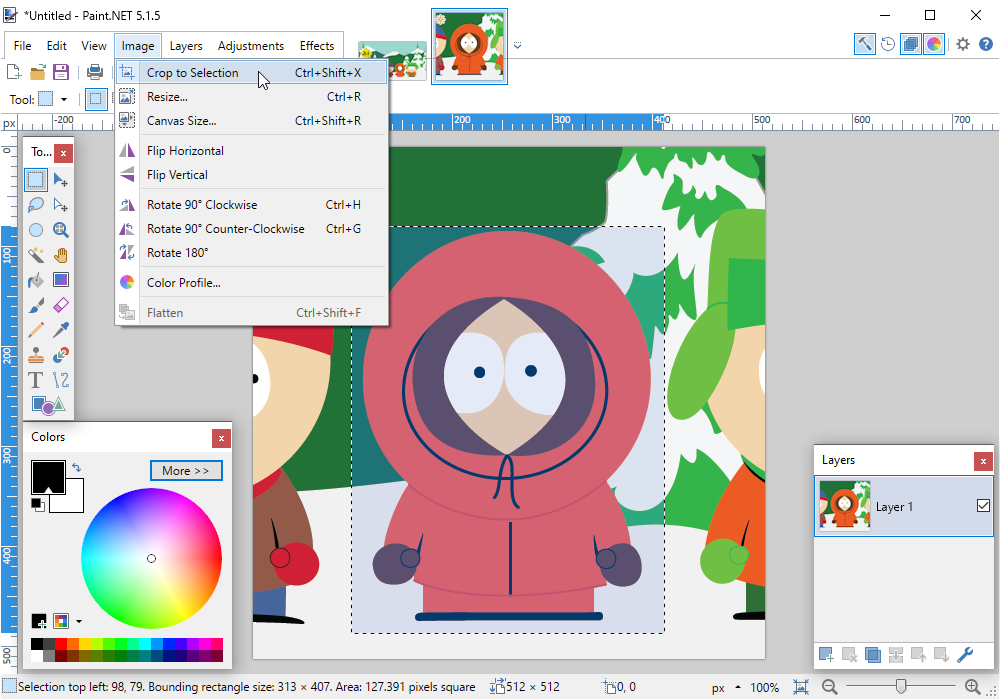 *Untitled - Paint.NET 5.1.5
File Edit View Image Layers Adjustments Effects
Crop to Selection Ctrl+Shift+X
Resize... Ctrl+R
Canvas Size... Ctrl+Shift+R
Flip Horizontal
Flip Vertical
Rotate 90° Clockwise Ctrl+H
Rotate 90° Counter-Clockwise Ctrl+G
Rotate 180°
Color Profile...
Flatten Ctrl+Shift+F
Tool:
px -200 200 300 400 500 600 700
0
100
200
300
400
500
To... x
T
Colors x
More >>
Layers x
Layer 1
Selection top left: 98, 79. Bounding rectangle size: 313 × 407. Area: 127.391 pixels square 512 × 512 0, 0 px 100%